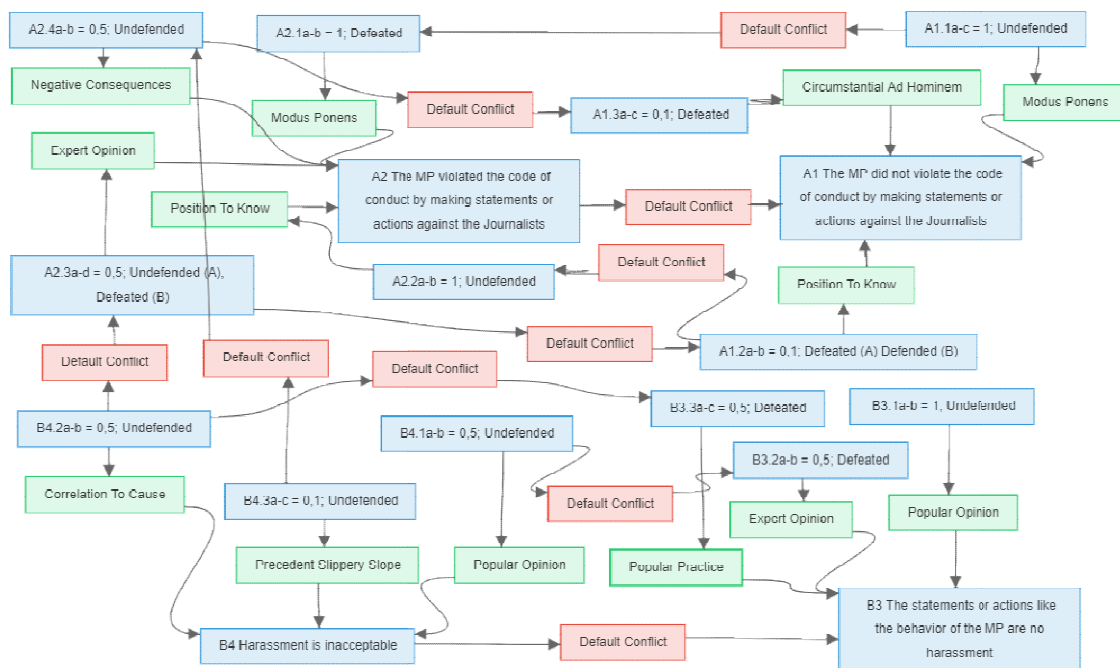 A2.4a-b = 0,5; Undefended
A2.1a-b = 1; Defeated
Default Conflict
A1.1a-c = 1; Undefended
Negative Consequences
Default Conflict
A1.3a-c = 0,1; Defeated
Circumstantial Ad Hominem
Modus Ponens
Modus Ponens
Expert Opinion
A2 The MP violated the code of
conduct by making statements or
actions against the Journalists
Default Conflict
A1 The MP did not violate the code
of conduct by making statements or
actions against the Journalists
Position To Know
A2.3a-d = 0,5; Undefended (A),
Defeated (B)
A2.2a-b = 1; Undefended
Default Conflict
Position To Know
Default Conflict
Default Conflict
Default Conflict
A1.2a-b = 0,1; Defeated (A) Defended (B)
Default Conflict
B4.2a-b = 0,5; Undefended
B4.1a-b = 0,5; Undefended
B3.3a-c = 0,5; Defeated
B3.1a-b = 1, Undefended
B3.2a-b = 0,5; Defeated
Correlation To Cause
B4.3a-c = 0,1; Undefended
Default Conflict
Expert Opinion
Popular Opinion
Precedent Slippery Slope
Popular Opinion
Popular Practice
B4 Harassment is inacceptable
Default Conflict
B3 The statements or actions like
the behavior of the MP are no
harassment